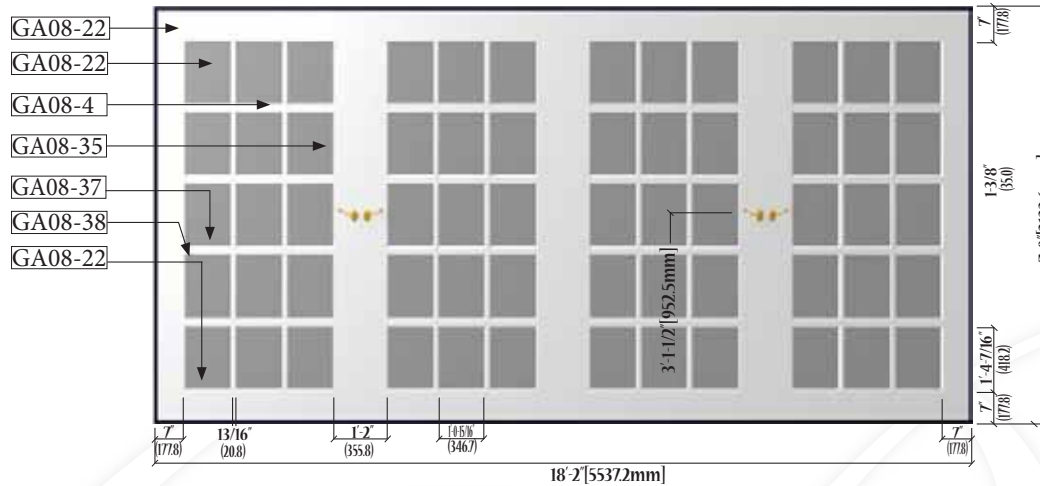 GA08-22
GA08-22
GA08-4
GA08-35
GA08-37
GA08-38
GA08-22
7"
(177.8)
1-3/8"
(35.0)
3'-1-1/2"[952.5mm]
1'-4-7/16"
(418.2)
7"
(177.8)
7"
(177.8)
13/16"
(20.8)
1'-2"
(355.8)
1'-0-15/16"
(346.7)
7"
(177.8)
18'-2"[5537.2mm]